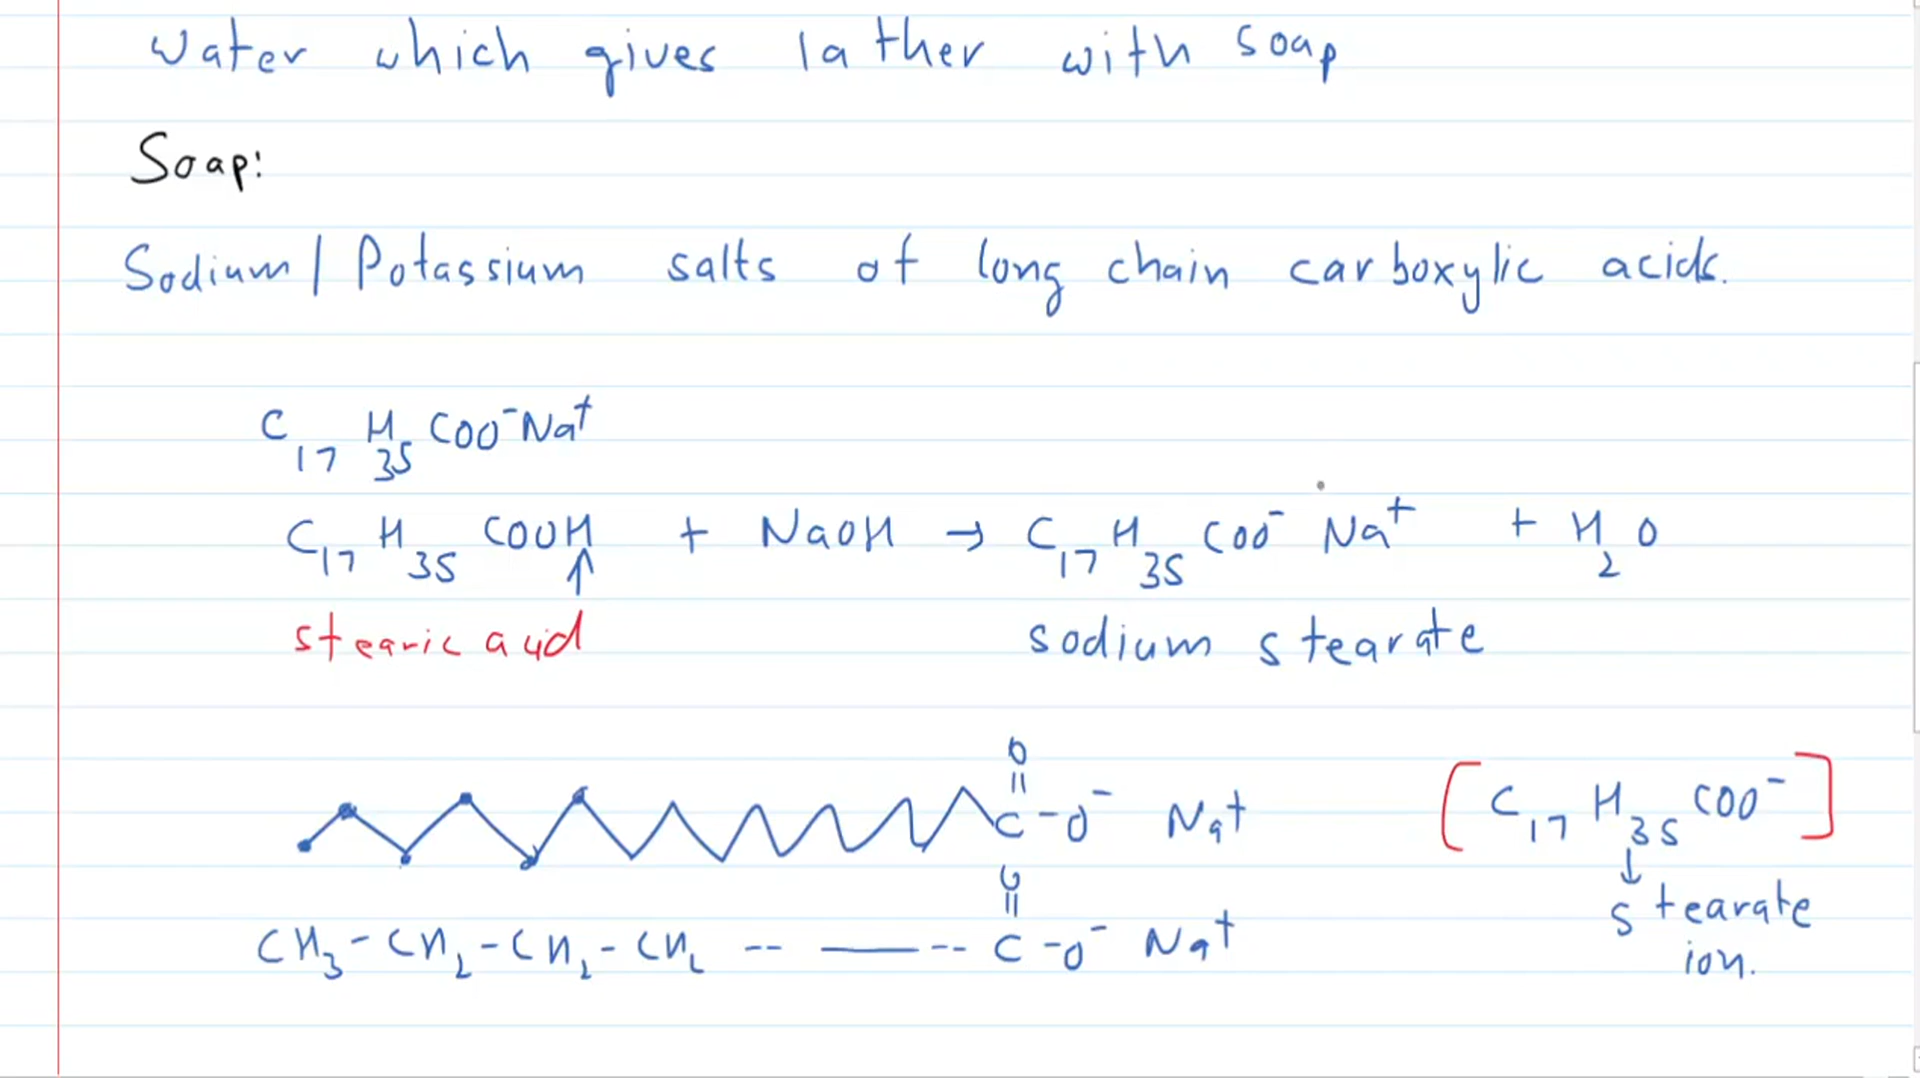 Water which gives lather with soap
Soap:
Sodium/Potassium salts of long chain carboxylic acids.
C₁₇H₃₅COO⁻Na⁺
C₁₇H₃₅COOH + NaOH → C₁₇H₃₅COO⁻ Na⁺ + H₂O
stearic acid sodium stearate
O
||
C-O⁻ Na⁺ [C₁₇H₃₅COO⁻]
↓
O
||
CH₃-CH₂-CH₂-CH₂ -- —— -- C-O⁻ Na⁺
stearate
ion.